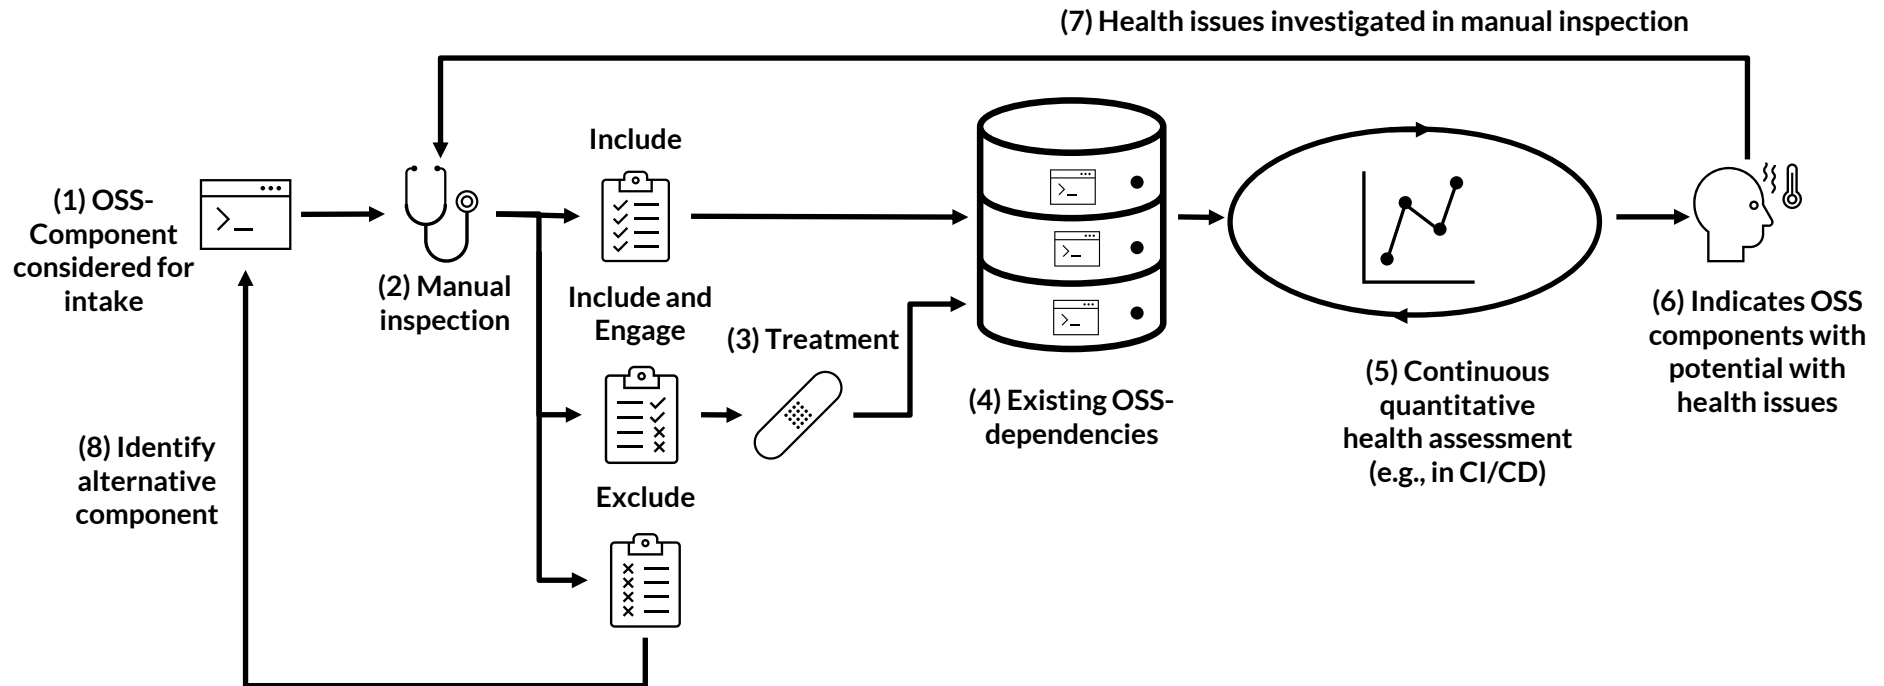 (7) Health issues investigated in manual inspection
(1) OSS-
Component
considered for
intake
(2) Manual
inspection
Include
Include and
Engage
(3) Treatment
Exclude
(4) Existing OSS-
dependencies
(5) Continuous
quantitative
health assessment
(e.g., in CI/CD)
(6) Indicates OSS
components with
potential with
health issues
(8) Identify
alternative
component